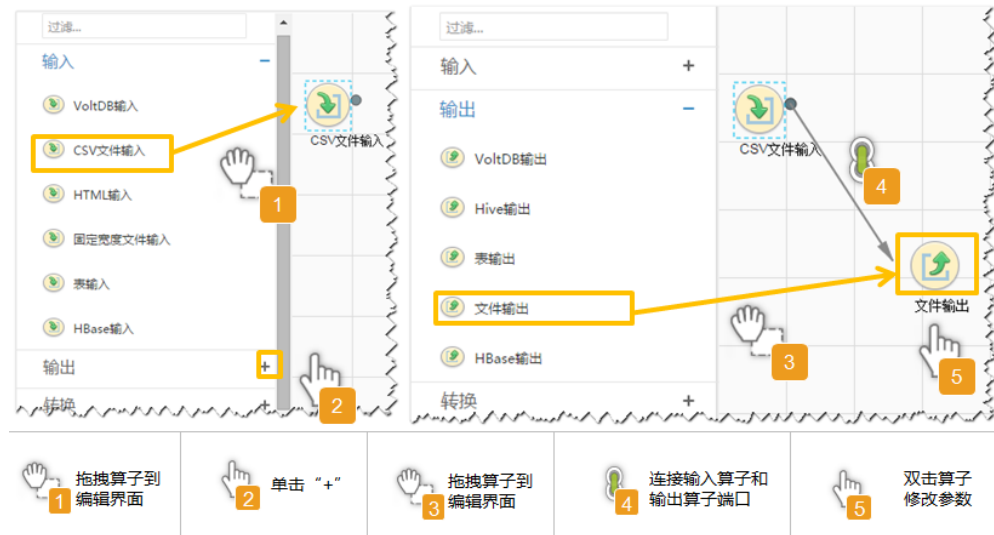 过滤...
输入
−
VoltDB输入
CSV文件输入
HTML输入
固定宽度文件输入
表输入
HBase输入
输出
+
转换
+
CSV文件输入
1
2
过滤...
输入
+
输出
−
VoltDB输出
Hive输出
表输出
文件输出
HBase输出
转换
+
CSV文件输入
4
文件输出
3
5
1
拖拽算子到
编辑界面
2
单击“+”
3
拖拽算子到
编辑界面
4
连接输入算子和
输出算子端口
5
双击算子
修改参数